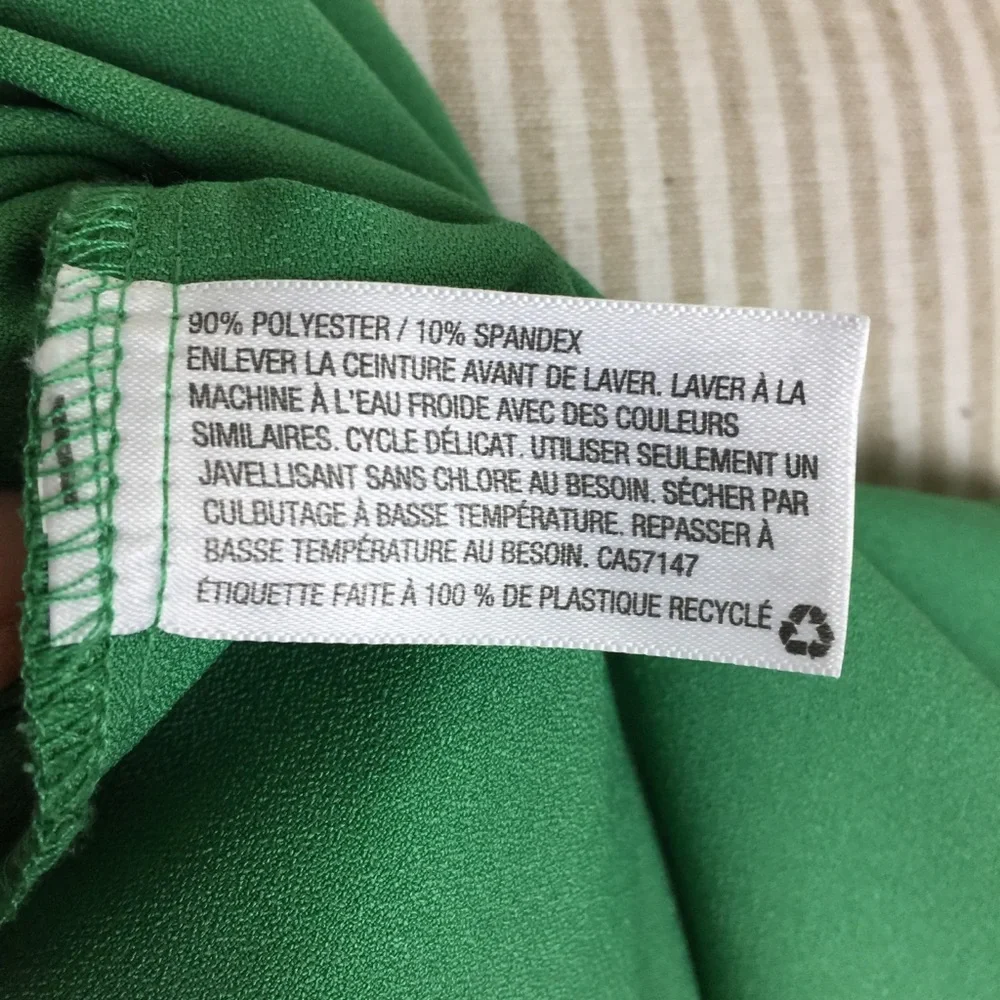 90% POLYESTER / 10% SPANDEX
ENLEVER LA CEINTURE AVANT DE LAVER. LAVER À LA
MACHINE À L'EAU FROIDE AVEC DES COULEURS
SIMILAIRES. CYCLE DÉLICAT. UTILISER SEULEMENT UN
JAVELLISANT SANS CHLORE AU BESOIN. SÉCHER PAR
CULBUTAGE À BASSE TEMPÉRATURE. REPASSER À
BASSE TEMPÉRATURE AU BESOIN. CA57147
ÉTIQUETTE FAITE À 100 % DE PLASTIQUE RECYCLÉ